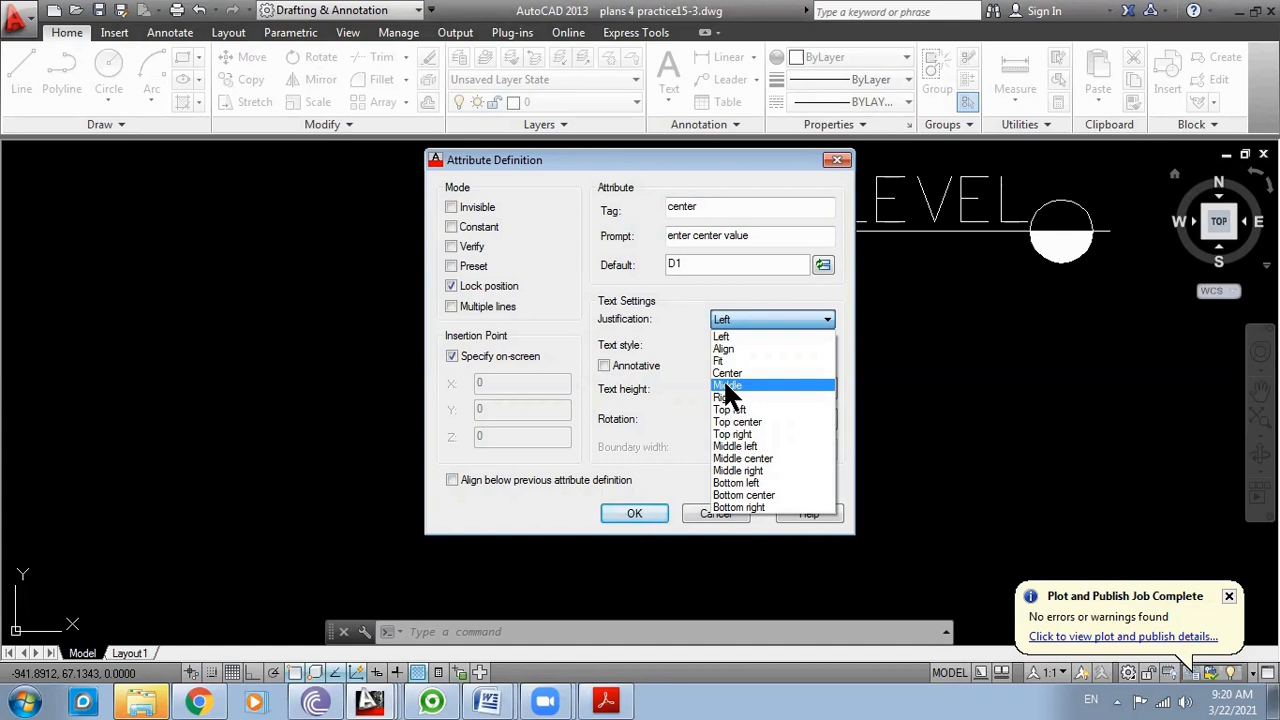 Drafting & Annotation
AutoCAD 2013 plans 4 practice15-3.dwg
Type a keyword or phrase
Sign In
Home Insert Annotate Layout Parametric View Manage Output Plug-ins Online Express Tools
Line Polyline Circle Arc
Move Rotate Trim
Copy Mirror Fillet
Stretch Scale Array
Unsaved Layer State
0
Text
Linear
Leader
Table
ByLayer
ByLayer
BYLAY...
Group
Measure
Paste
Insert
Create
Edit
Draw Modify Layers Annotation Properties Groups Utilities Clipboard Block
Attribute Definition
Mode
Invisible
Constant
Verify
Preset
Lock position
Multiple lines
Attribute
Tag: center
Prompt: enter center value
Default: D1
Text Settings
Justification: Left
Text style:
Annotative
Text height:
Rotation:
Boundary width:
Left
Align
Fit
Center
Middle
Top left
Top center
Top right
Middle left
Middle center
Middle right
Bottom left
Bottom center
Bottom right
Insertion Point
Specify on-screen
X: 0
Y: 0
Z: 0
Align below previous attribute definition
OK Cancel Help
EVEL
N
W TOP E
S
WCS
Y
X
Type a command
Plot and Publish Job Complete
No errors or warnings found
Click to view plot and publish details...
Model Layout1
-941.8912, 67.1343, 0.0000
MODEL
1:1
EN
9:20 AM
3/22/2021